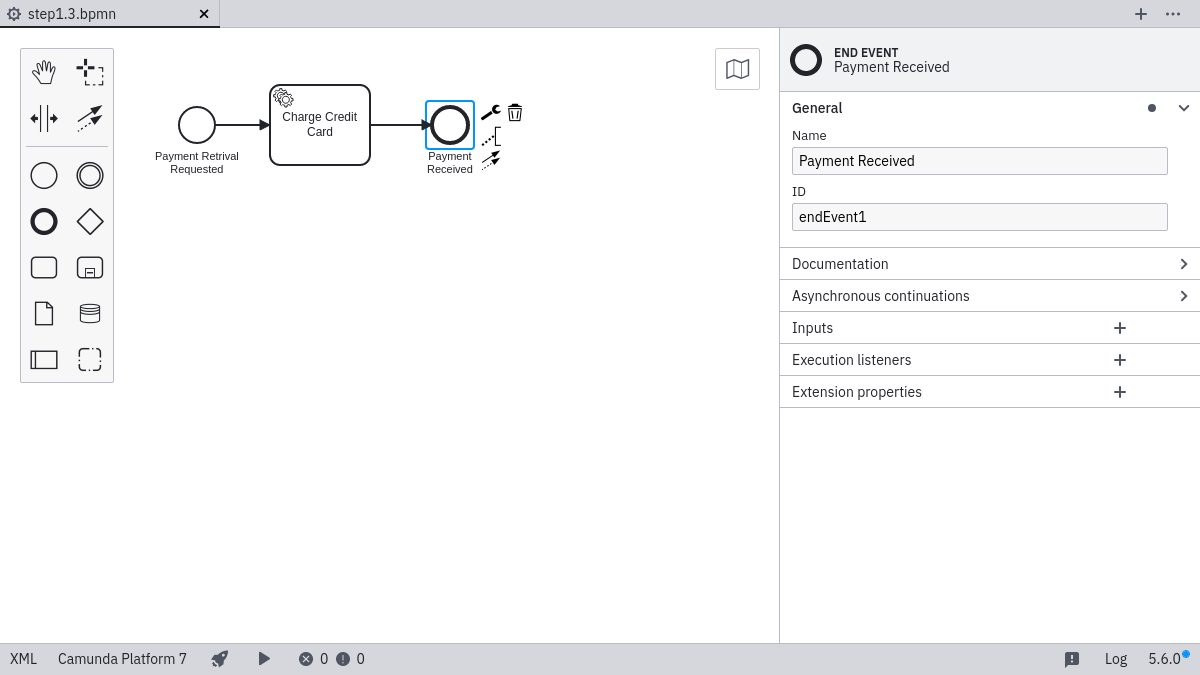 step1.3.bpmn
Payment Retrival
Requested
Charge Credit
Card
Payment
Received
END EVENT
Payment Received
General
Name
Payment Received
ID
endEvent1
Documentation
Asynchronous continuations
Inputs
Execution listeners
Extension properties
XML Camunda Platform 7 0 0 Log 5.6.0